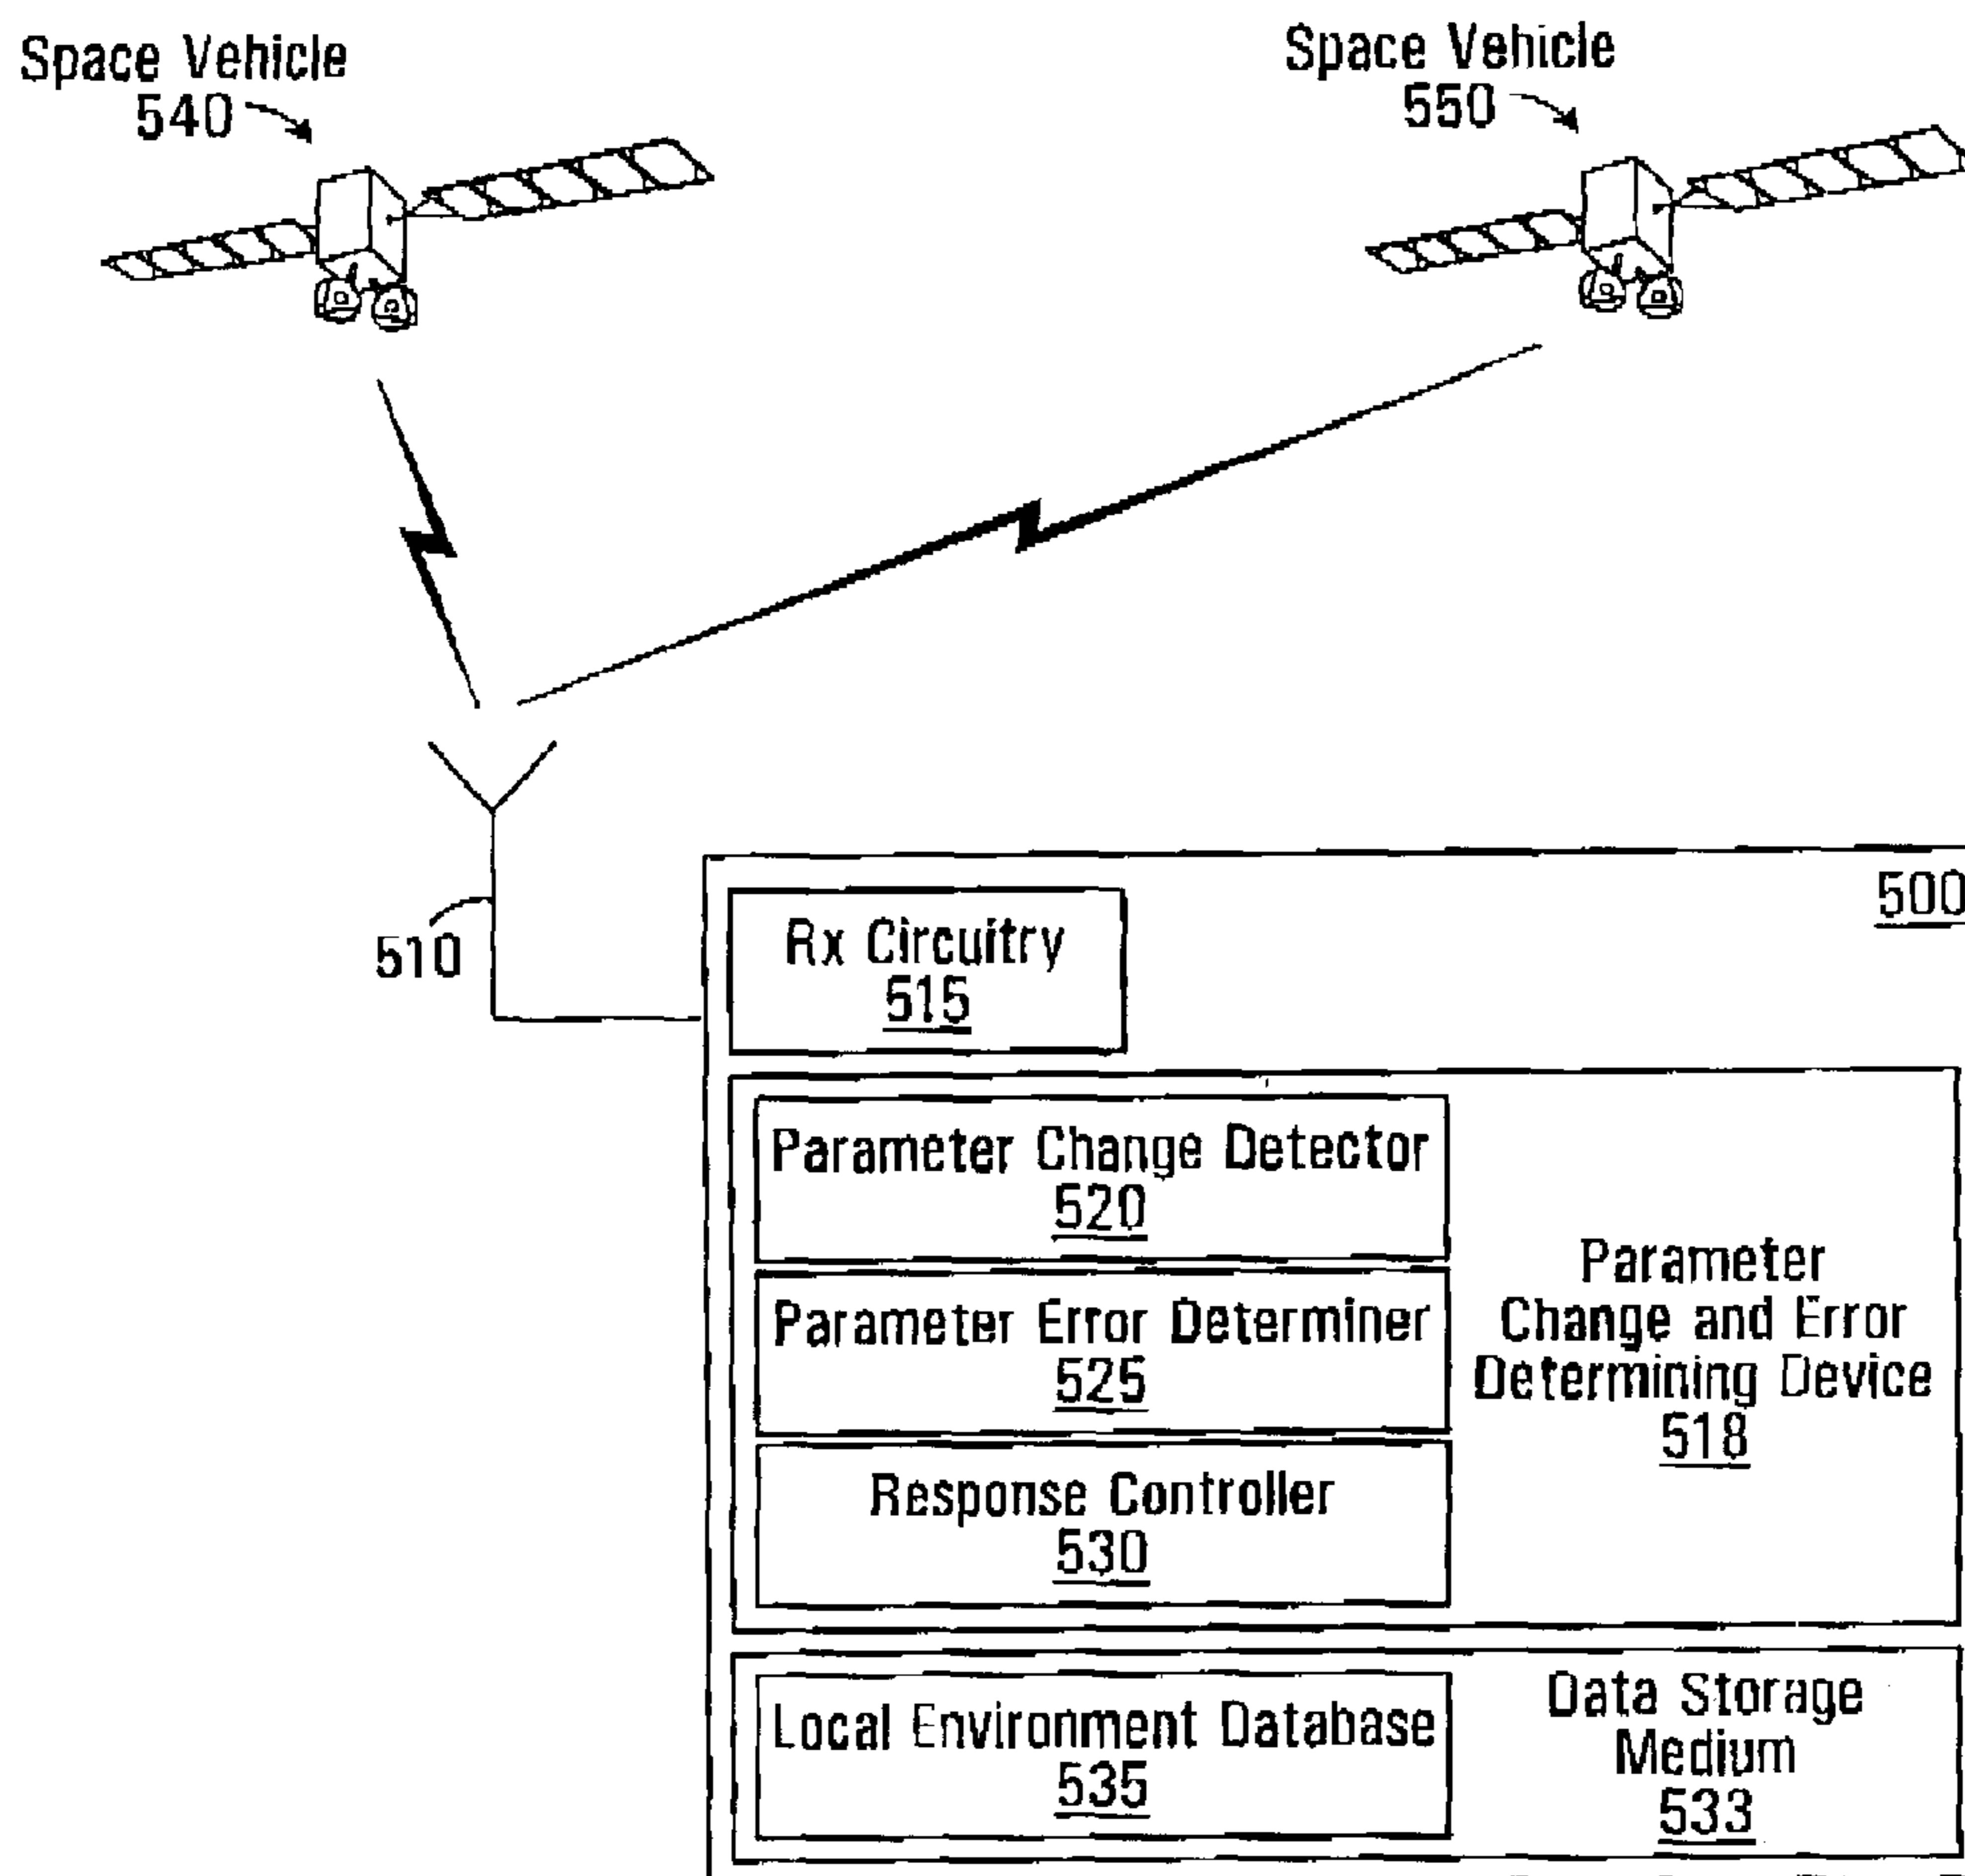 Space Vehicle
540
Space Vehicle
550
510
500
Rx Circuitry
515
Parameter Change Detector
520
Parameter Error Determiner
525
Response Controller
530
Parameter
Change and Error
Determining Device
518
Local Environment Database
535
Data Storage
Medium
533